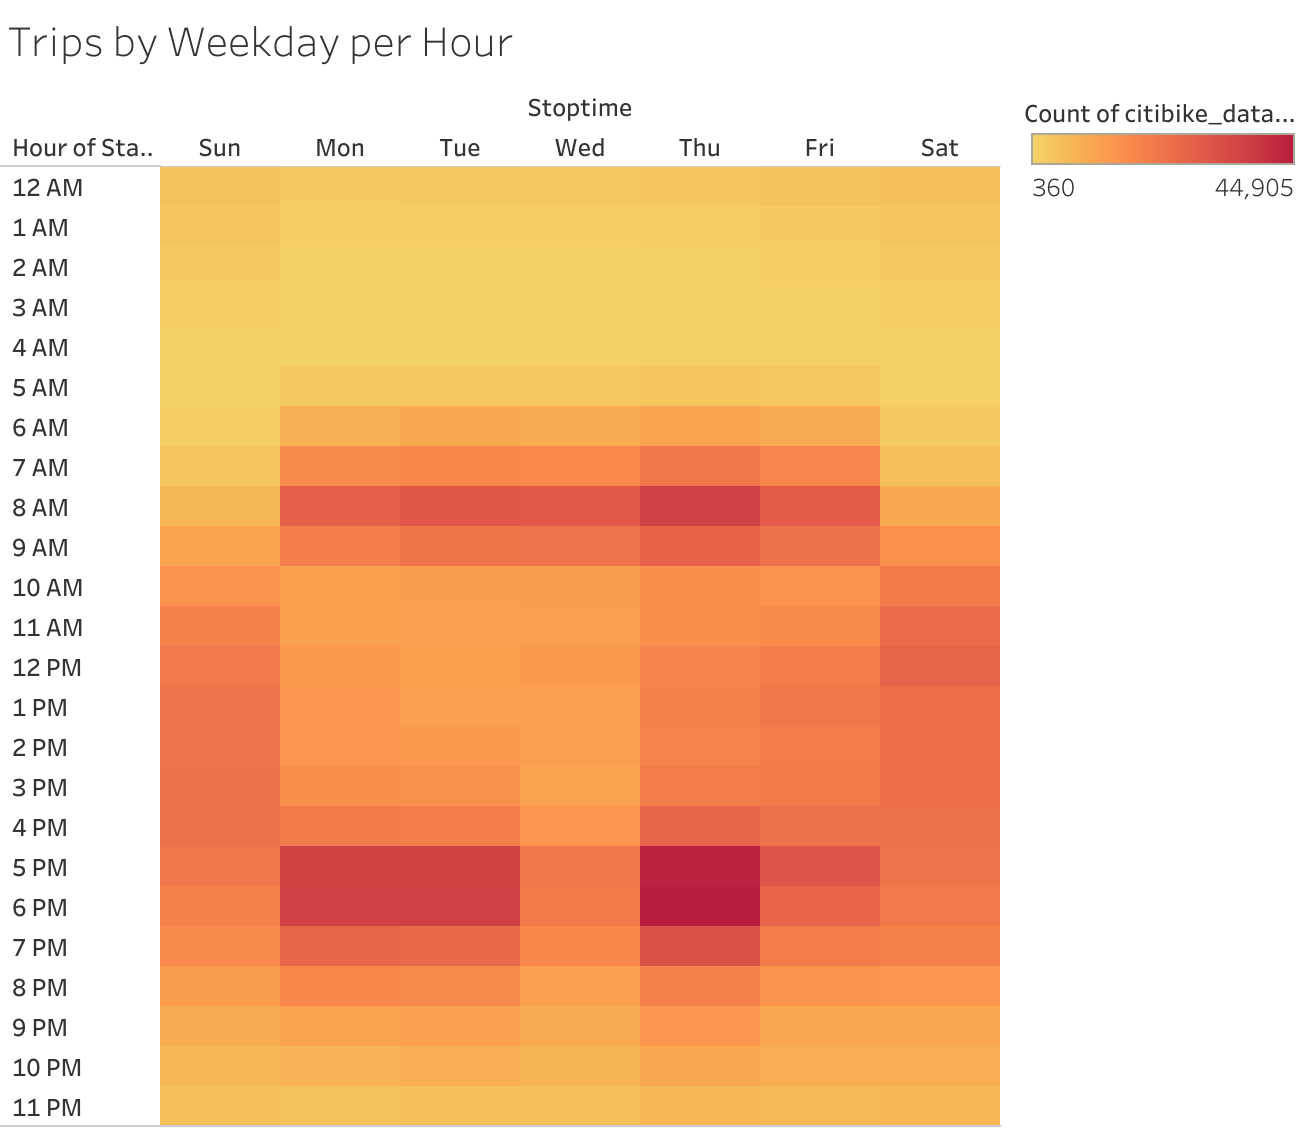 Trips by Weekday per Hour
Stoptime
Count of citibike_data...
Hour of Sta.. Sun Mon Tue Wed Thu Fri Sat
360 44,905
12 AM
1 AM
2 AM
3 AM
4 AM
5 AM
6 AM
7 AM
8 AM
9 AM
10 AM
11 AM
12 PM
1 PM
2 PM
3 PM
4 PM
5 PM
6 PM
7 PM
8 PM
9 PM
10 PM
11 PM